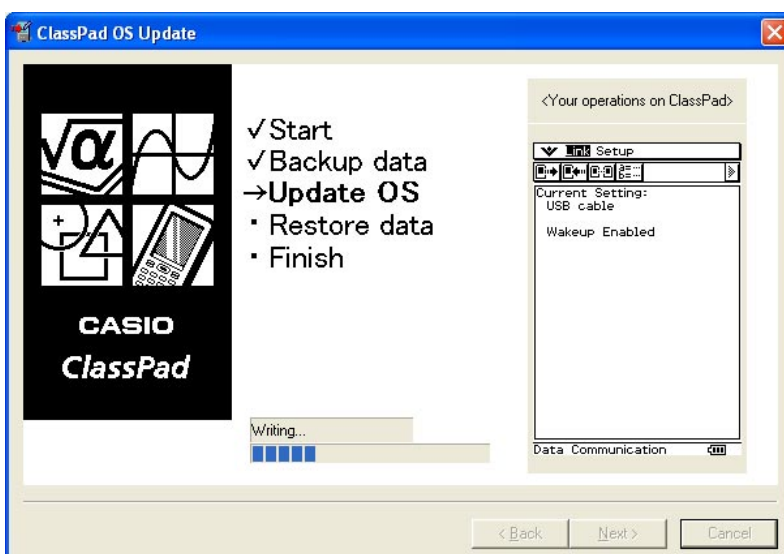 ClassPad OS Update
√α
CASIO
ClassPad
✓Start
✓Backup data
→Update OS
・Restore data
・Finish
Writing...
<Your operations on ClassPad>
Link Setup
Current Setting:
USB cable
Wakeup Enabled
Data Communication
< Back
Next >
Cancel